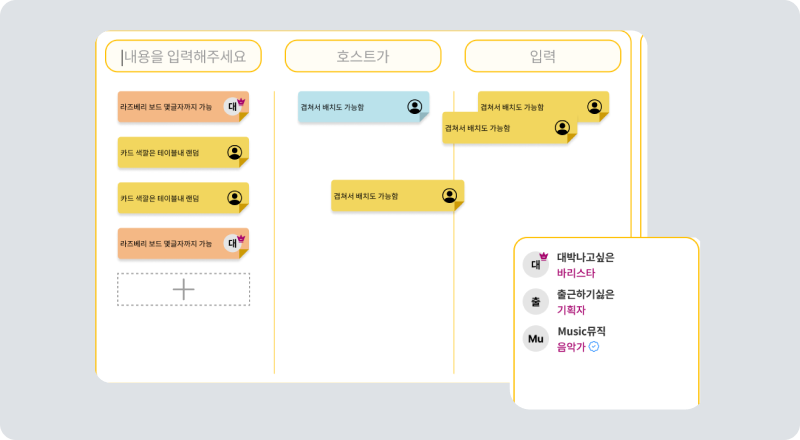 내용을 입력해주세요
호스트가
입력
라즈베리 보드 몇글자까지 가능
대
카드 색깔은 테이블내 랜덤
카드 색깔은 테이블내 랜덤
라즈베리 보드 몇글자까지 가능
대
겹쳐서 배치도 가능함
겹쳐서 배치도 가능함
겹쳐서 배치도 가능함
겹쳐서 배치도 가능함
대
대박나고싶은
바리스타
출
출근하기싫은
기획자
Mu
Music뮤직
음악가